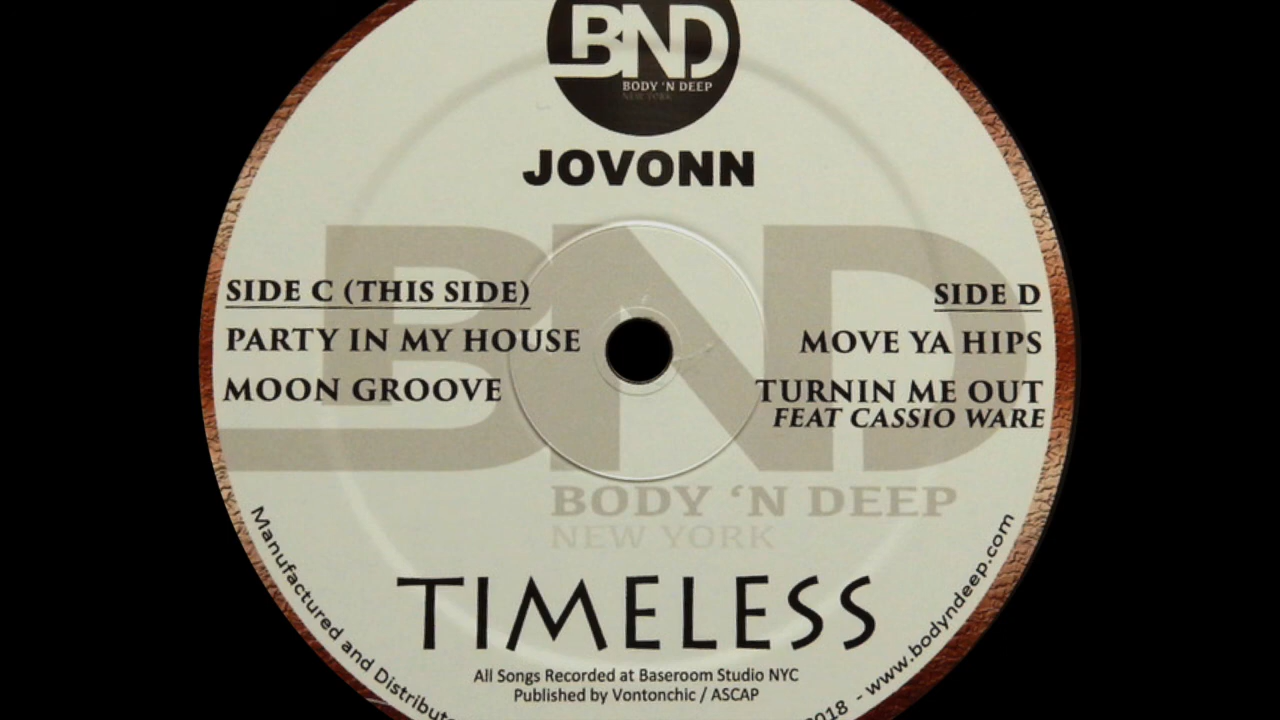 BND
BODY 'N DEEP
NEW YORK
JOVONN
SIDE C (THIS SIDE)
PARTY IN MY HOUSE
MOON GROOVE
SIDE D
MOVE YA HIPS
TURNIN ME OUT
FEAT CASSIO WARE
BND
BODY 'N DEEP
NEW YORK
TIMELESS
All Songs Recorded at Baseroom Studio NYC
Published by Vontonchic / ASCAP
Manufactured and Distribut
2018 - www.bodyndeep.com